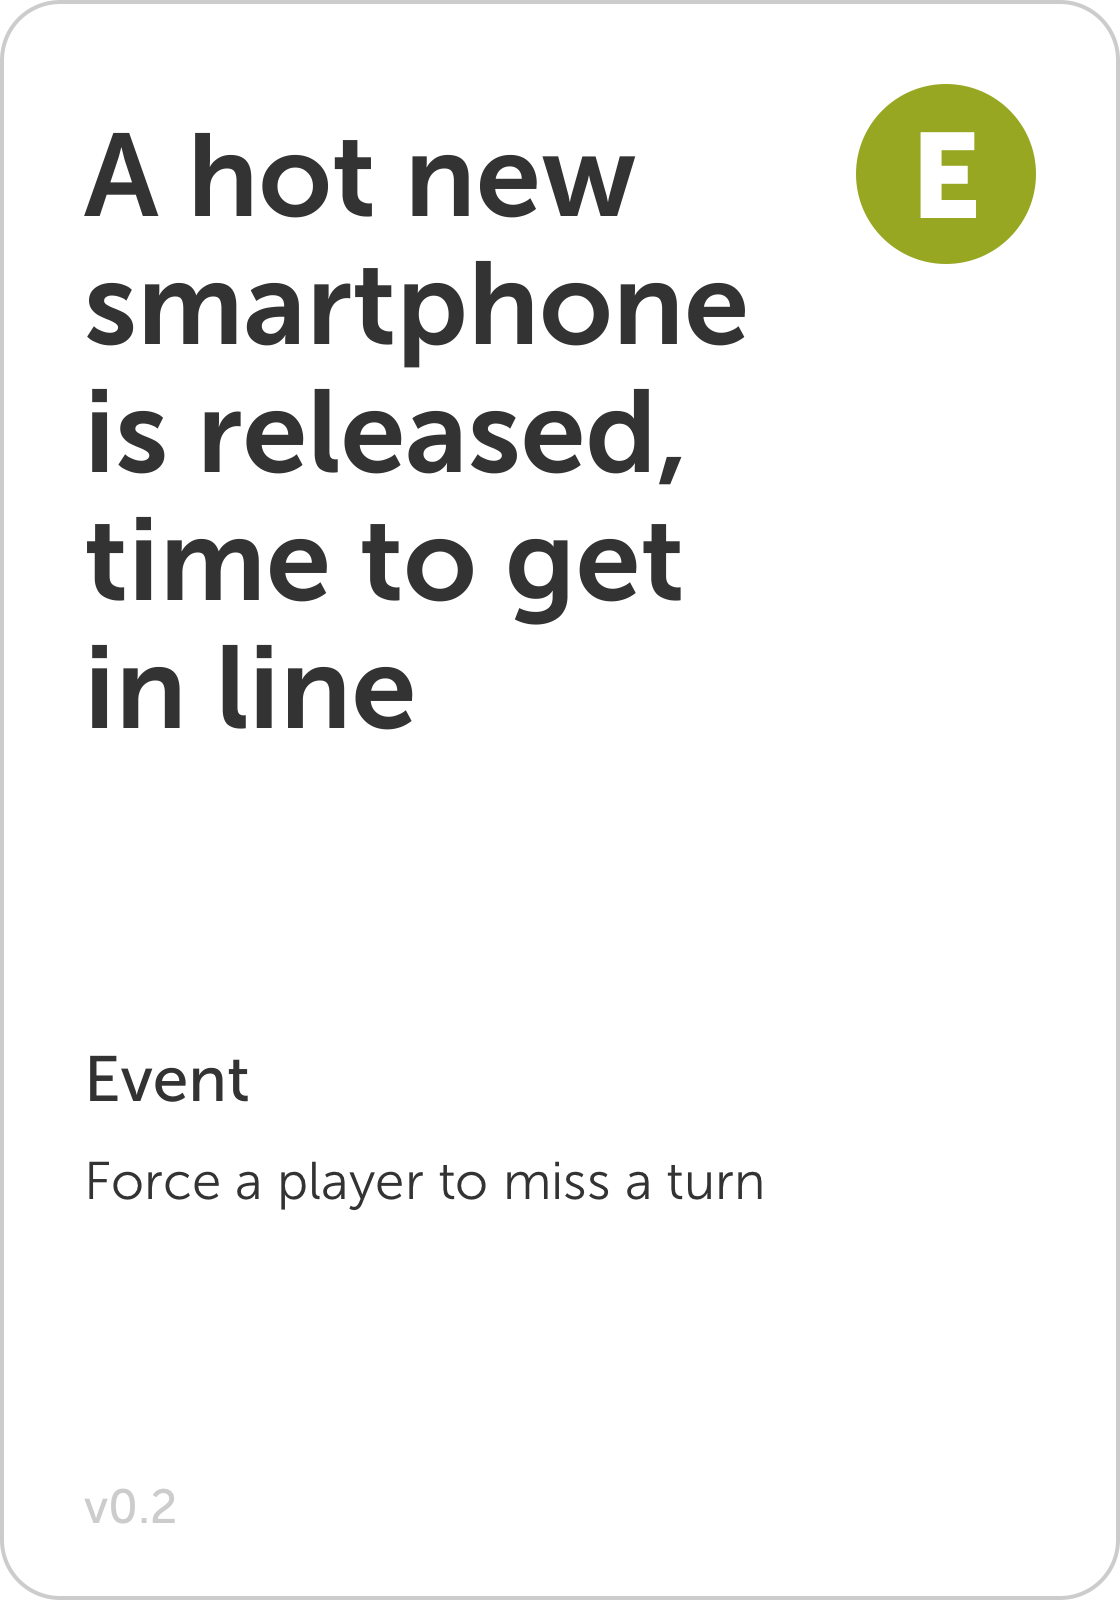 A hot new
E
smartphone
is released,
time to get
in line
Event
Force a player to miss a turn
v0.2